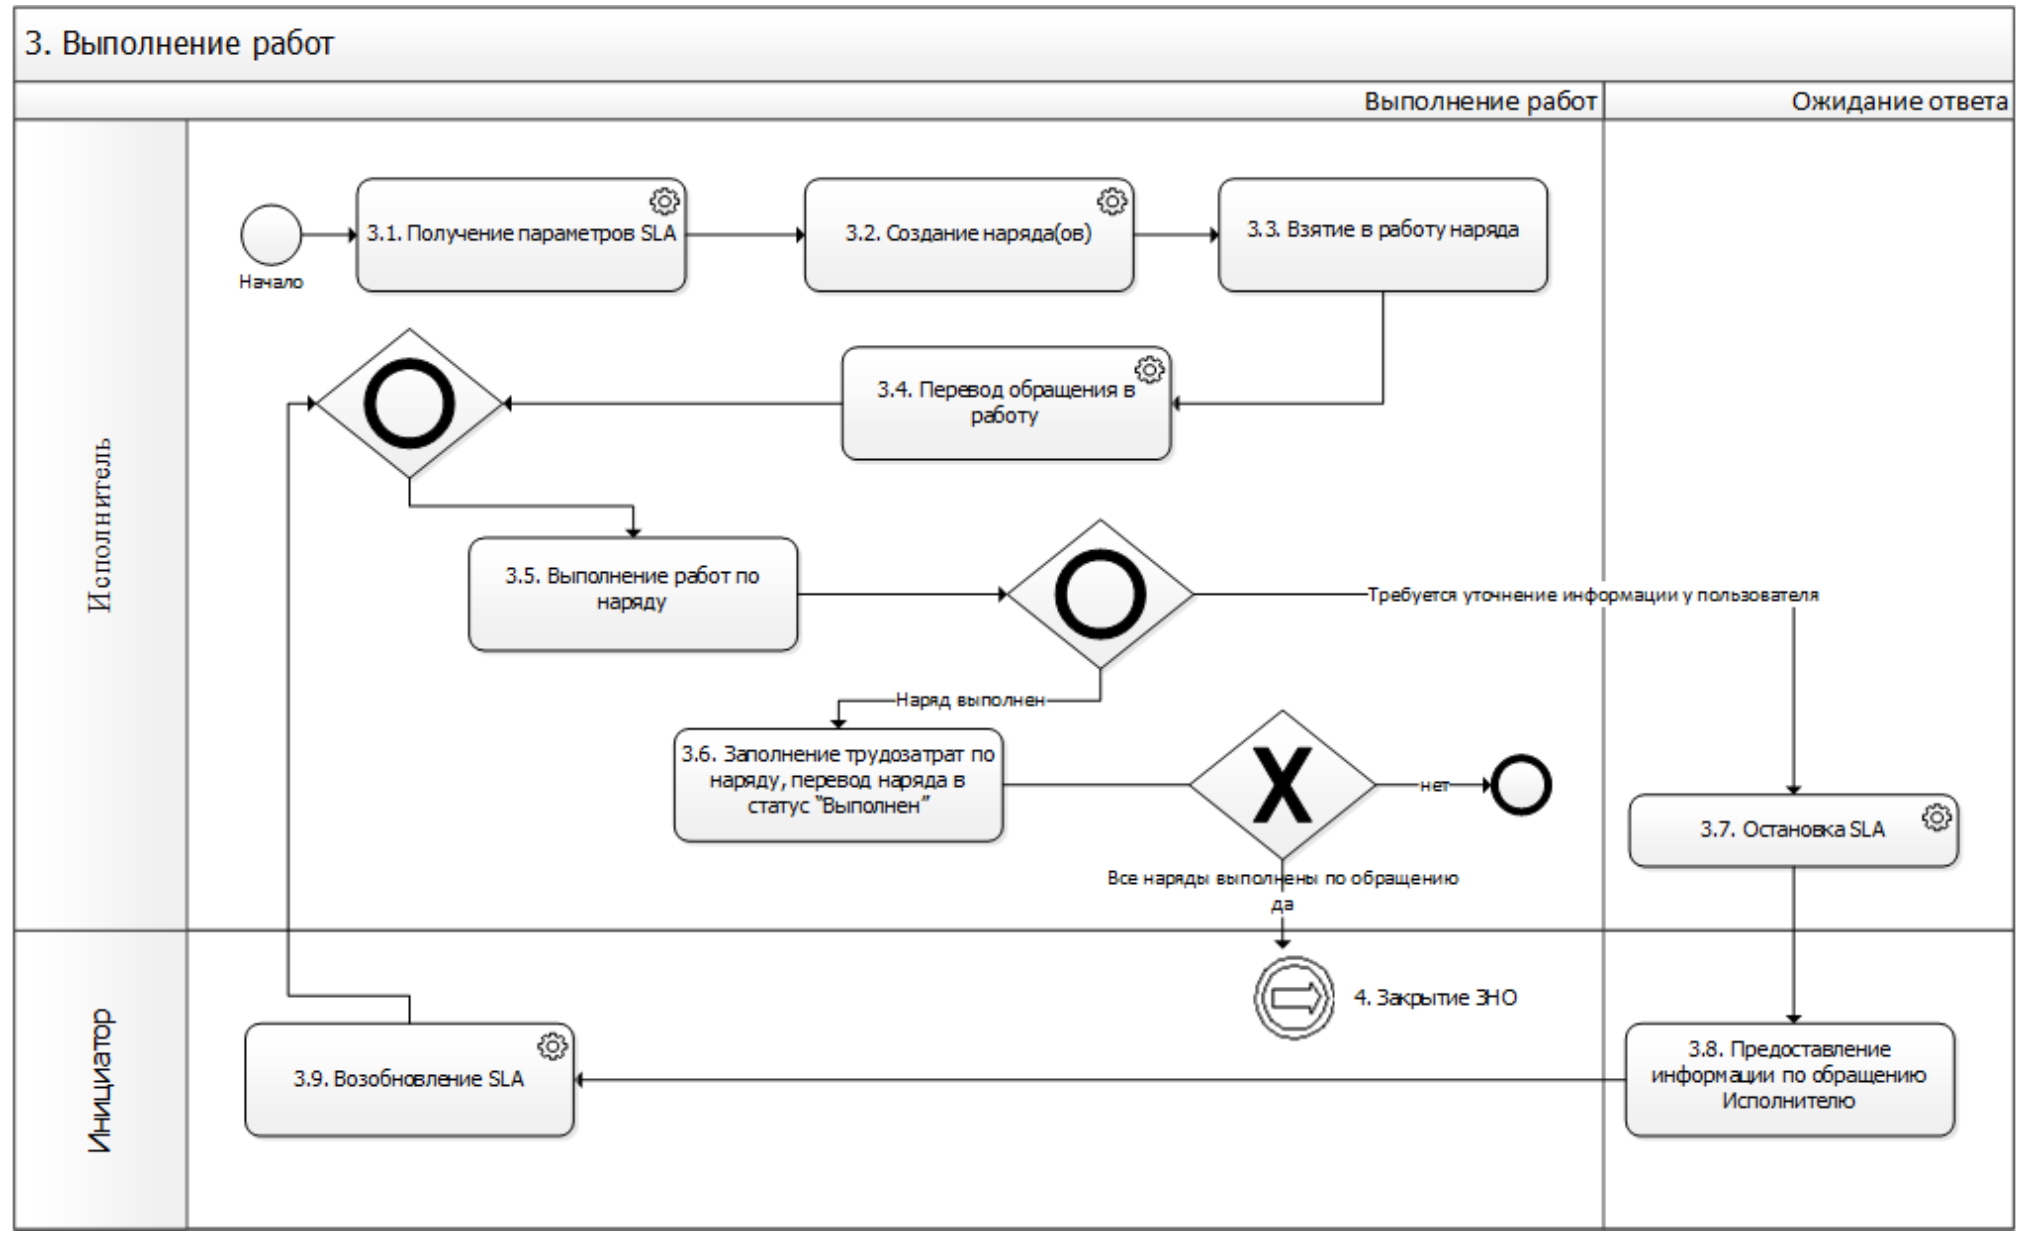 3. Выполнение работ
Выполнение работ
Ожидание ответа
Исполнитель
3.1. Получение параметров SLA
3.2. Создание наряда(ов)
3.3. Взятие в работу наряда
Начало
3.4. Перевод обращения в
работу
3.5. Выполнение работ по
наряду
Требуется уточнение информации у пользователя
Наряд выполнен
3.6. Заполнение трудозатрат по
наряду, перевод наряда в
статус “Выполнен”
X
нет
3.7. Остановка SLA
Все наряды выполнены по обращению
да
Инициатор
4. Закрытие ЗНО
3.8. Предоставление
информации по обращению
Исполнителю
3.9. Возобновление SLA